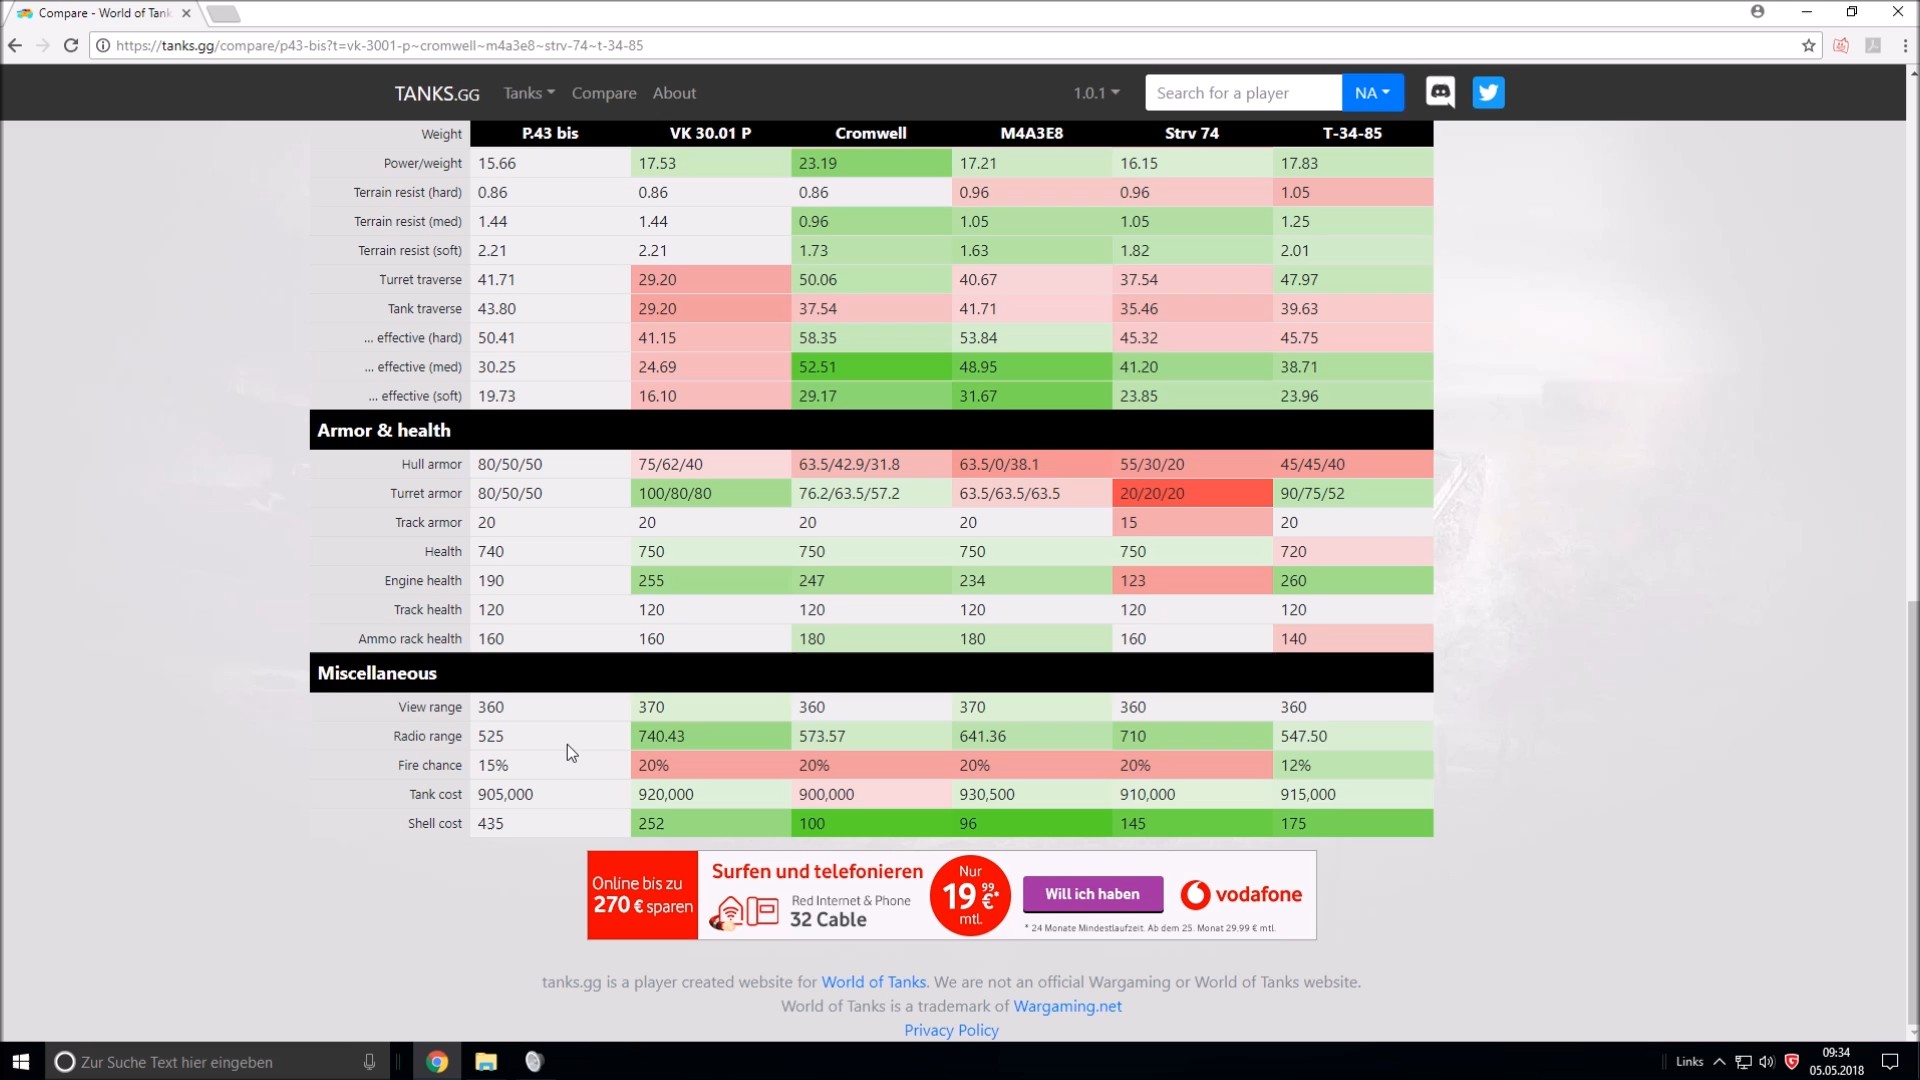 Compare - World of Tank
https://tanks.gg/compare/p43-bis?t=vk-3001-p~cromwell~m4a3e8~strv-74~t-34-85
TANKS.GG Tanks Compare About 1.0.1 Search for a player NA
Weight P.43 bis VK 30.01 P Cromwell M4A3E8 Strv 74 T-34-85
Power/weight 15.66 17.53 23.19 17.21 16.15 17.83
Terrain resist (hard) 0.86 0.86 0.86 0.96 0.96 1.05
Terrain resist (med) 1.44 1.44 0.96 1.05 1.05 1.25
Terrain resist (soft) 2.21 2.21 1.73 1.63 1.82 2.01
Turret traverse 41.71 29.20 50.06 40.67 37.54 47.97
Tank traverse 43.80 29.20 37.54 41.71 35.46 39.63
... effective (hard) 50.41 41.15 58.35 53.84 45.32 45.75
... effective (med) 30.25 24.69 52.51 48.95 41.20 38.71
... effective (soft) 19.73 16.10 29.17 31.67 23.85 23.96
Armor & health
Hull armor 80/50/50 75/62/40 63.5/42.9/31.8 63.5/0/38.1 55/30/20 45/45/40
Turret armor 80/50/50 100/80/80 76.2/63.5/57.2 63.5/63.5/63.5 20/20/20 90/75/52
Track armor 20 20 20 20 15 20
Health 740 750 750 750 750 720
Engine health 190 255 247 234 123 260
Track health 120 120 120 120 120 120
Ammo rack health 160 160 180 180 160 140
Miscellaneous
View range 360 370 360 370 360 360
Radio range 525 740.43 573.57 641.36 710 547.50
Fire chance 15% 20% 20% 20% 20% 12%
Tank cost 905,000 920,000 900,000 930,500 910,000 915,000
Shell cost 435 252 100 96 145 175
Online bis zu
270 € sparen
Surfen und telefonieren
Red Internet & Phone
32 Cable
Nur
19 99 €*
mtl.
Will ich haben
vodafone
* 24 Monate Mindestlaufzeit. Ab dem 25. Monat 29.99 € mtl.
tanks.gg is a player created website for World of Tanks. We are not an official Wargaming or World of Tanks website.
World of Tanks is a trademark of Wargaming.net
Privacy Policy
Zur Suche Text hier eingeben
Links
09:34
05.05.2018